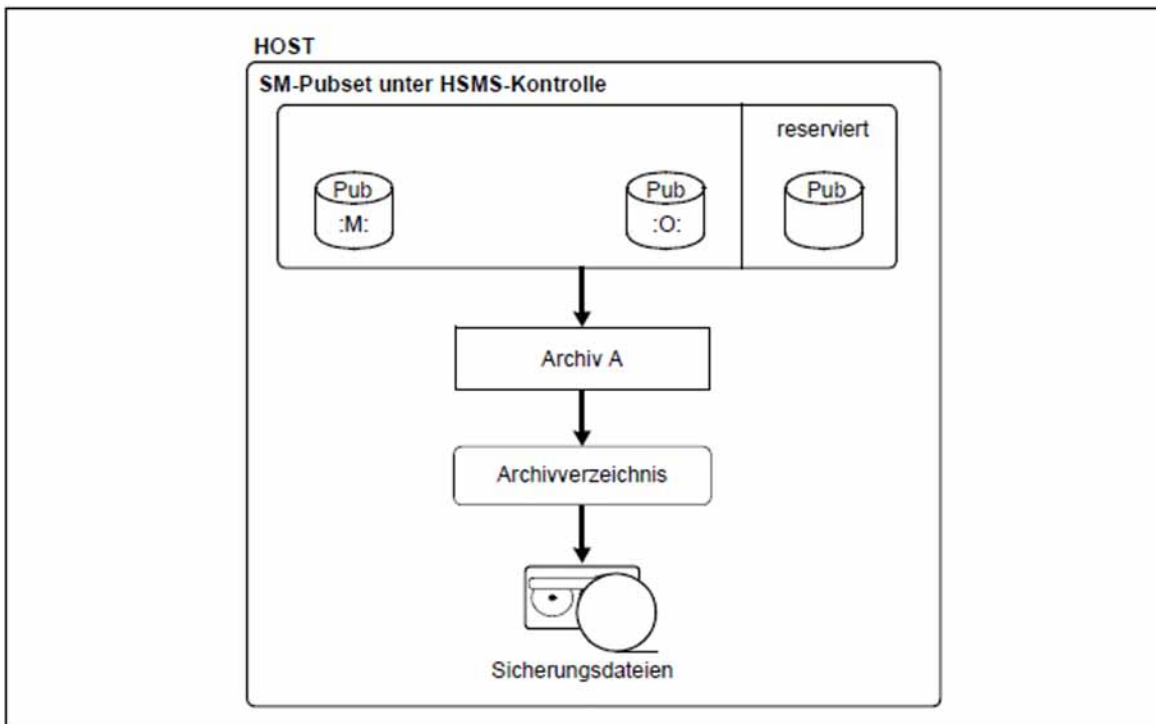 HOST
SM-Pubset unter HSMS-Kontrolle
reserviert
Pub
:M:
Pub
:O:
Pub
Archiv A
Archivverzeichnis
Sicherungsdateien